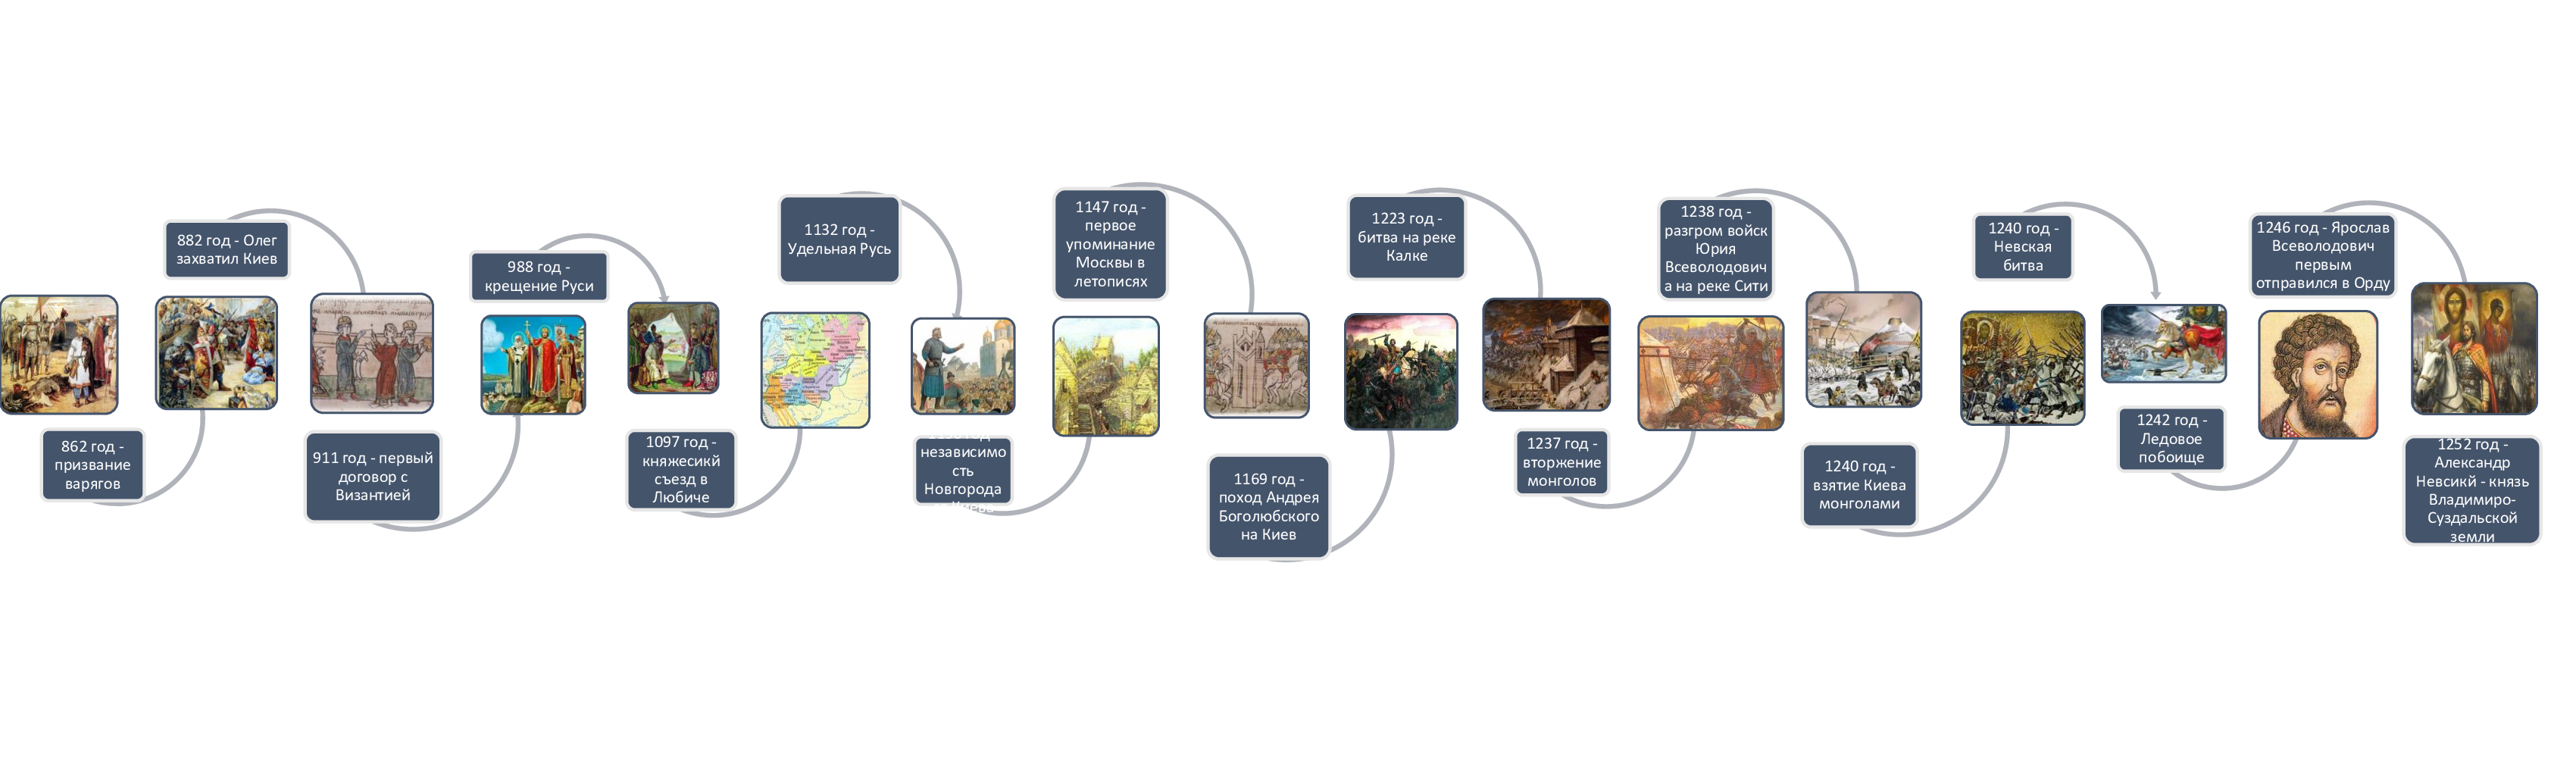 862 год -
призвание
варягов
882 год - Олег
захватил Киев
911 год - первый
договор с
Византией
988 год -
крещение Руси
1097 год -
княжесикй
съезд в
Любиче
1132 год -
Удельная Русь
независимо
сть
Новгорода
1147 год -
первое
упоминание
Москвы в
летописях
1169 год -
поход Андрея
Боголюбского
на Киев
1223 год -
битва на реке
Калке
1237 год -
вторжение
монголов
1238 год -
разгром войск
Юрия
Всеволодович
а на реке Сити
1240 год -
взятие Киева
монголами
1240 год -
Невская
битва
1242 год -
Ледовое
побоище
1246 год - Ярослав
Всеволодович
первым
отправился в Орду
1252 год -
Александр
Невсикй - князь
Владимиро-
Суздальской
земли